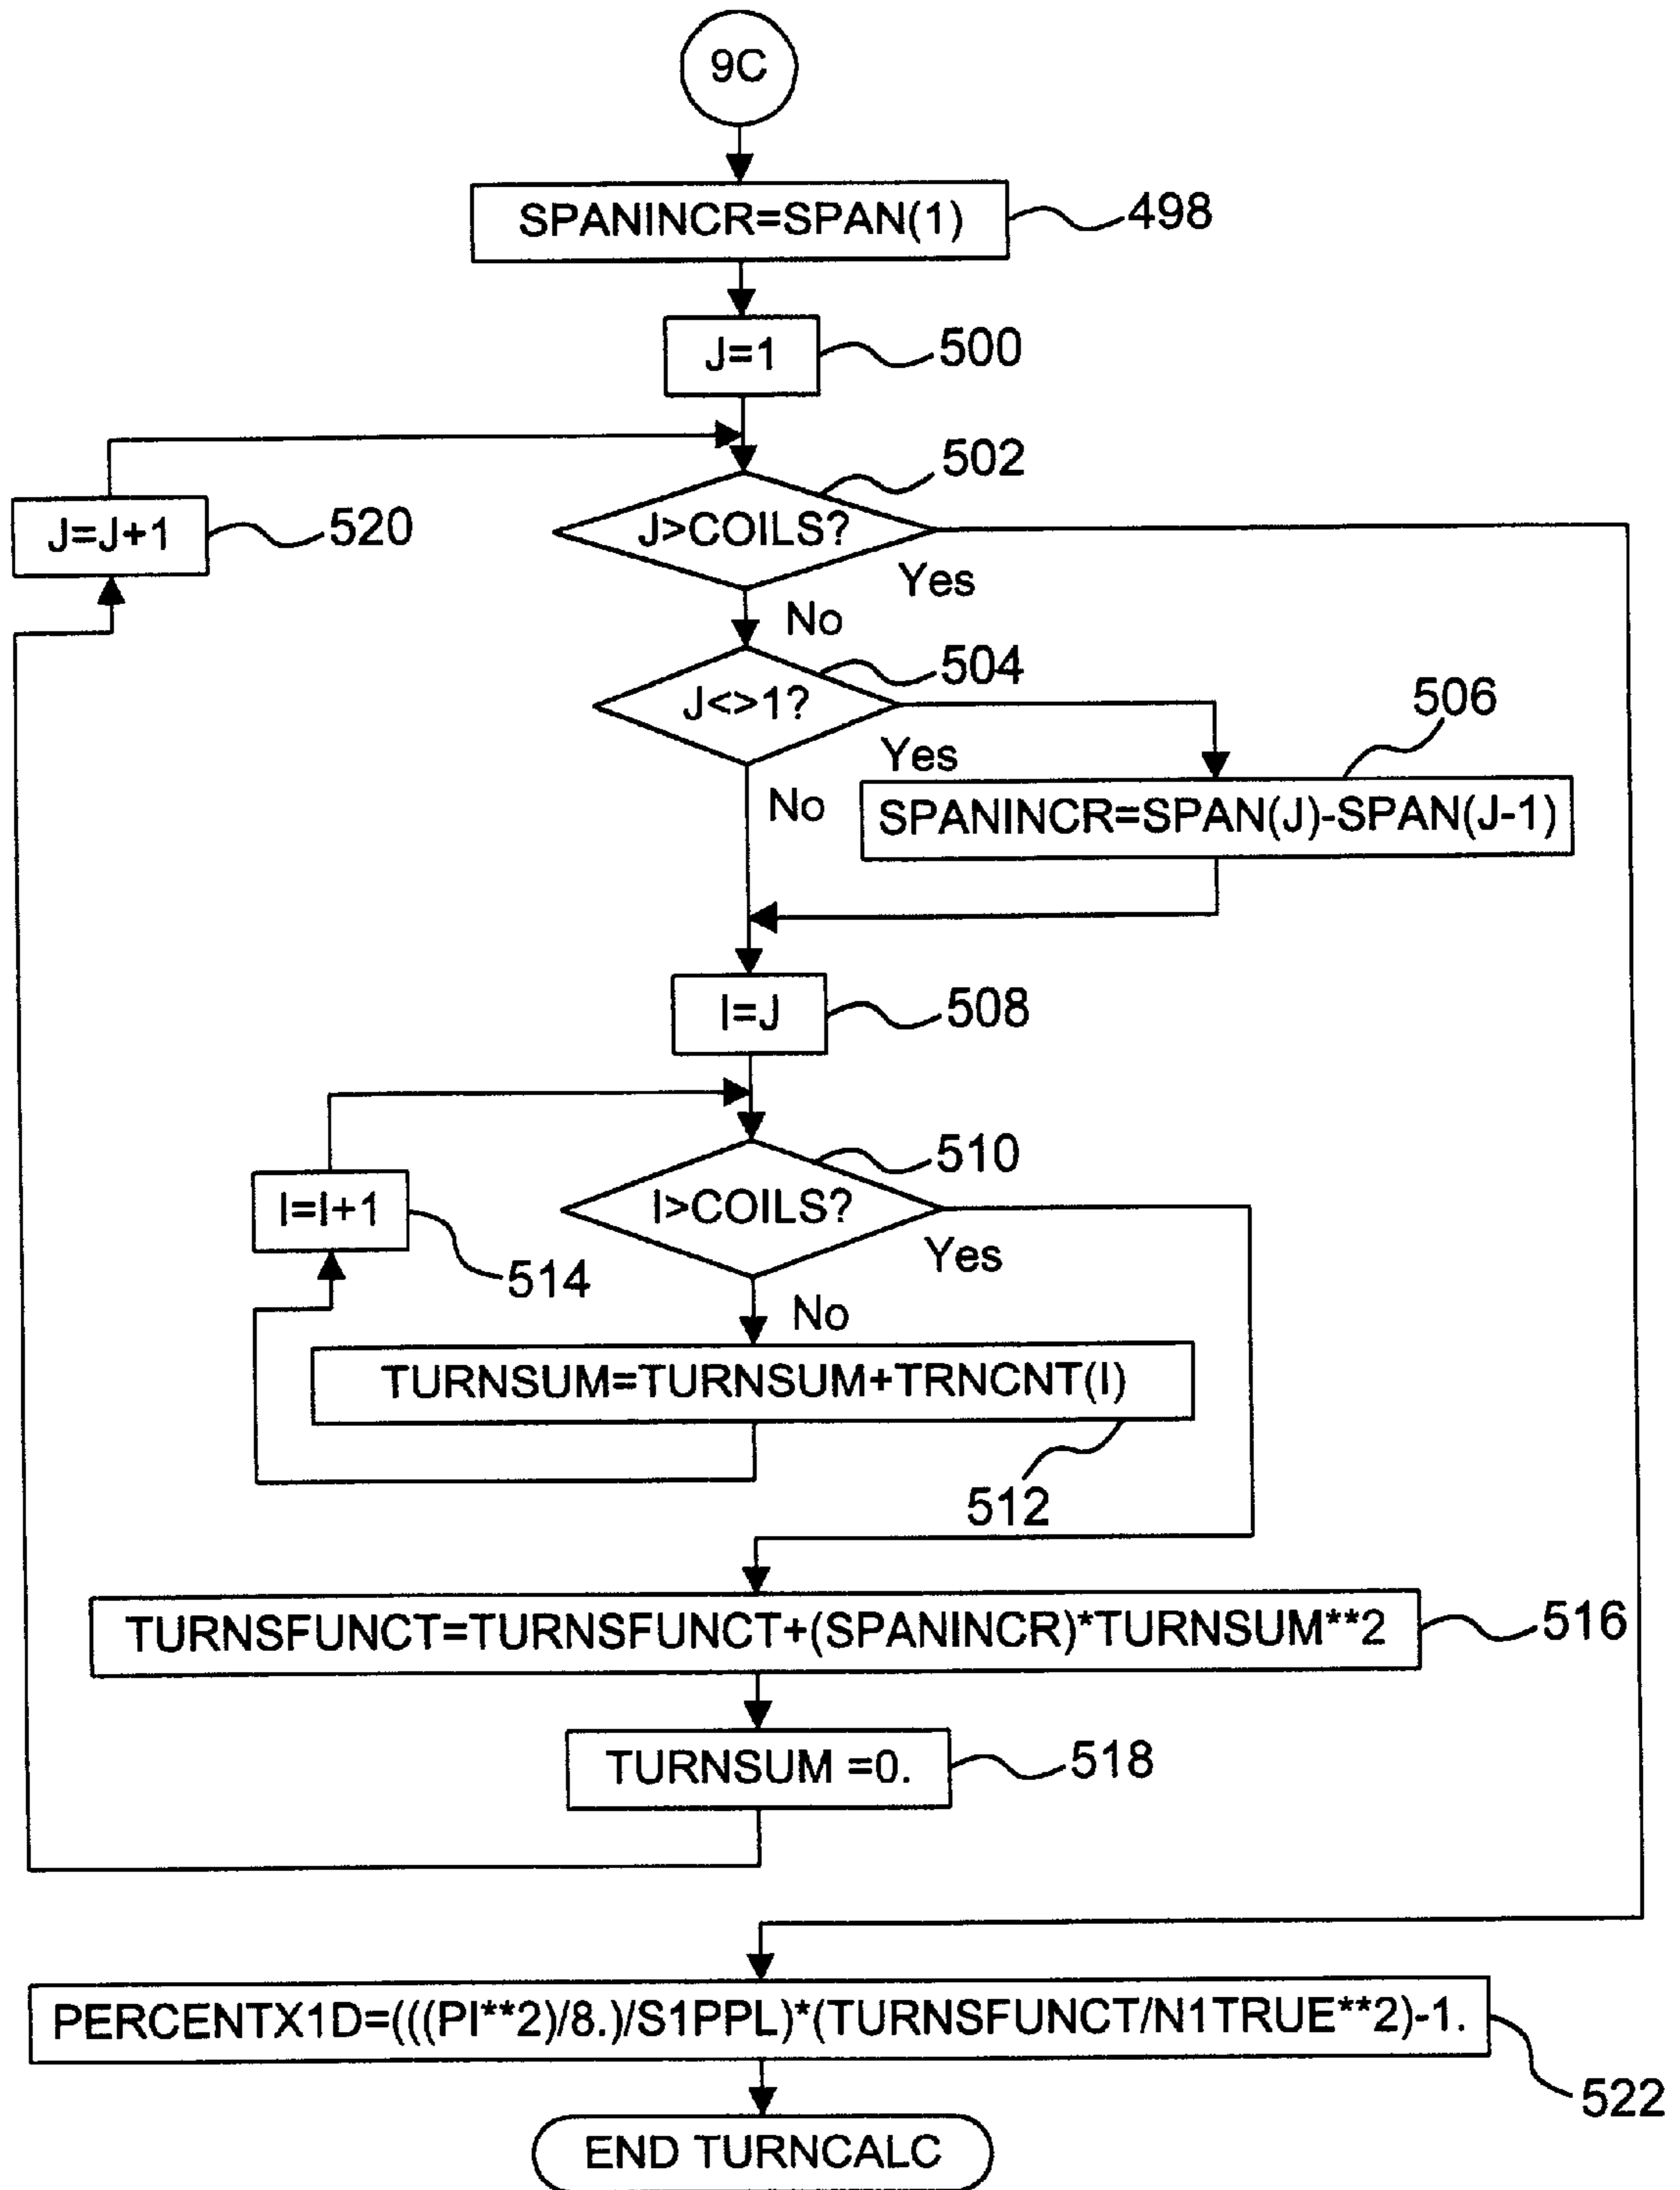 9C
SPANINCR=SPAN(1)
498
J=1
500
502
J=J+1
520
J>COILS?
Yes
No
504
J<>1?
506
Yes
No
SPANINCR=SPAN(J)-SPAN(J-1)
I=J
508
510
I=I+1
I>COILS?
514
Yes
No
TURNSUM=TURNSUM+TRNCNT(I)
512
TURNSFUNCT=TURNSFUNCT+(SPANINCR)*TURNSUM**2
516
TURNSUM =0.
518
PERCENTX1D=(((PI**2)/8.)/S1PPL)*(TURNSFUNCT/N1TRUE**2)-1.
522
END TURNCALC